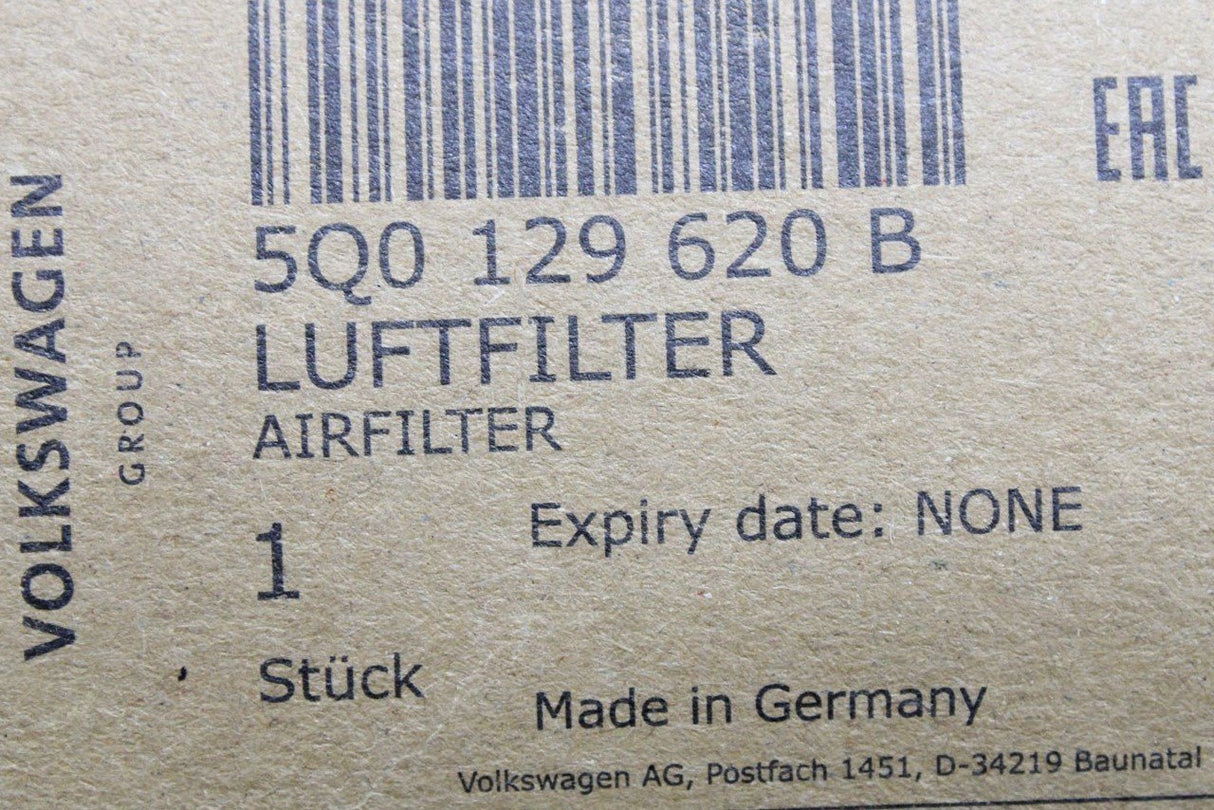 VOLKSWAGEN
GROUP
EAC
5Q0 129 620 B
LUFTFILTER
AIRFILTER
1
Expiry date: NONE
Stück
Made in Germany
Volkswagen AG, Postfach 1451, D-34219 Baunatal